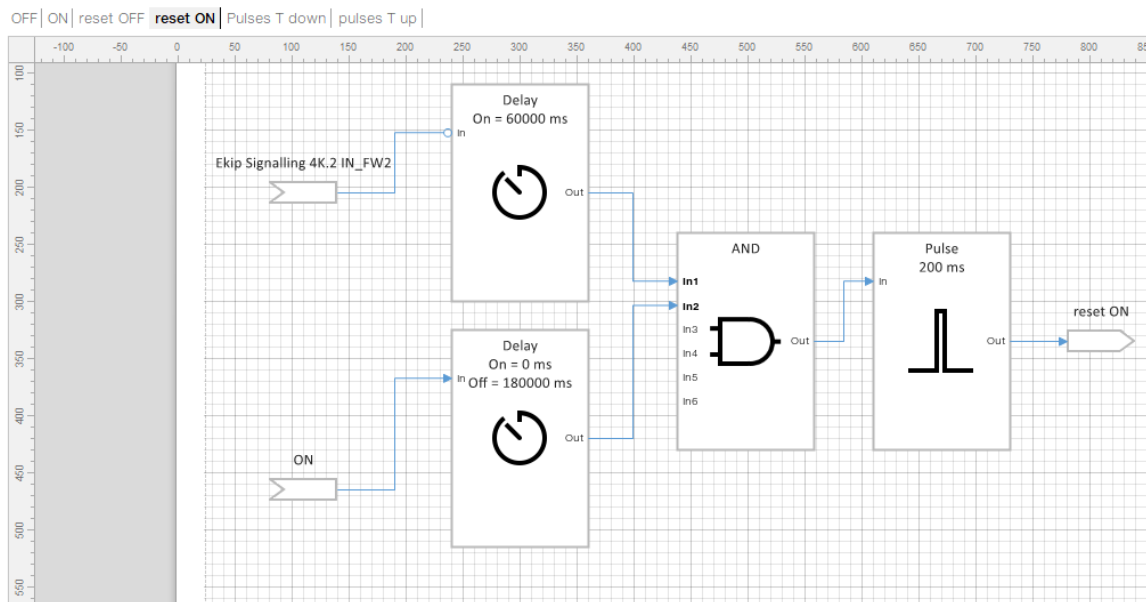 OFF ON reset OFF reset ON Pulses T down pulses T up
-100 -50 0 50 100 150 200 250 300 350 400 450 500 550 600 650 700 750 800 85
100
150
200
250
300
350
400
450
500
550
Delay
On = 60000 ms
In
Out
Ekip Signalling 4K.2 IN_FW2
Delay
On = 0 ms
Off = 180000 ms
In
Out
ON
AND
In1
In2
In3
In4
In5
In6
Out
Pulse
200 ms
In
Out
reset ON